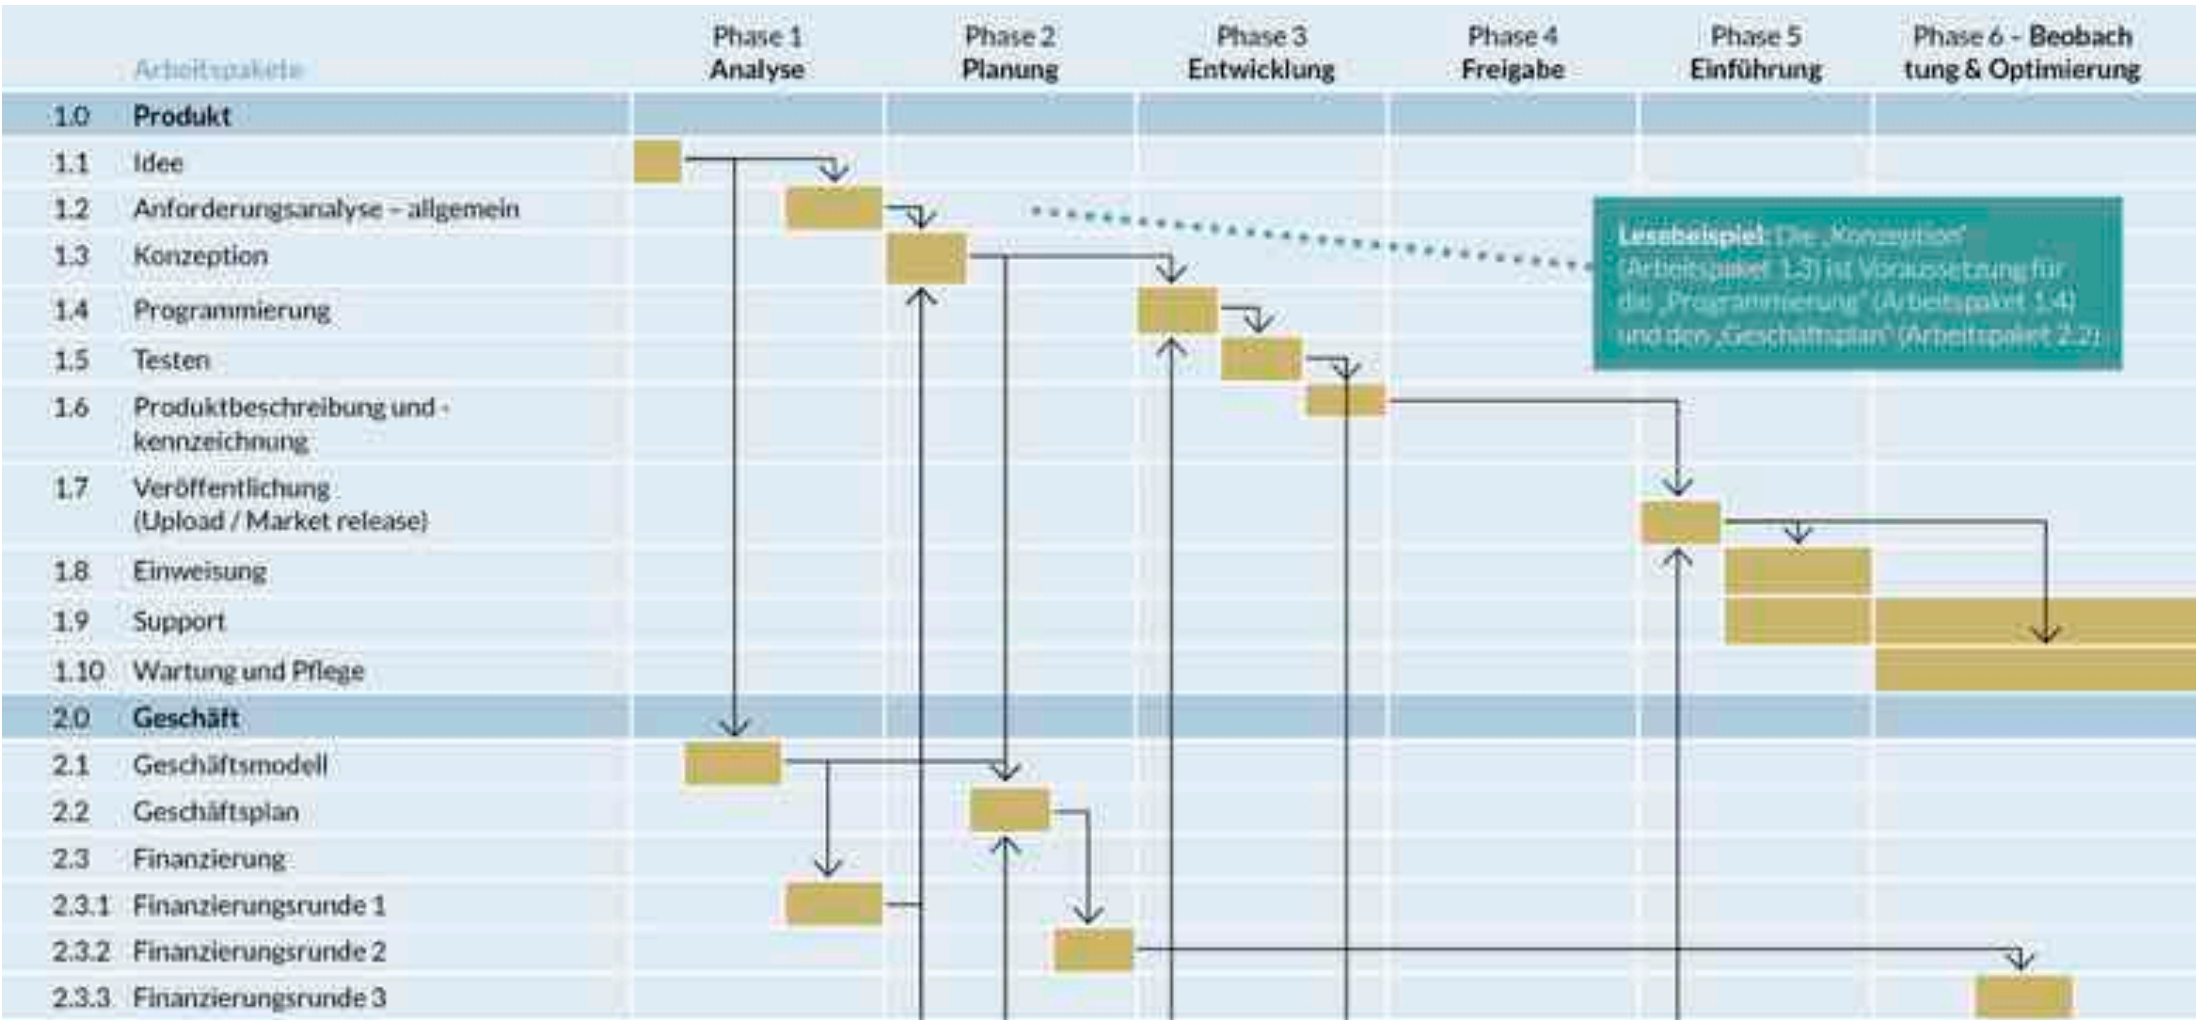 Phase 1
Analyse
Phase 2
Planung
Phase 3
Entwicklung
Phase 4
Freigabe
Phase 5
Einführung
Phase 6 – Beobach
tung & Optimierung
Arbeitspakete
1.0 Produkt
1.1 Idee
1.2 Anforderungsanalyse – allgemein
1.3 Konzeption
1.4 Programmierung
1.5 Testen
1.6 Produktbeschreibung und -
kennzeichnung
1.7 Veröffentlichung
(Upload / Market release)
1.8 Einweisung
1.9 Support
1.10 Wartung und Pflege
2.0 Geschäft
2.1 Geschäftsmodell
2.2 Geschäftsplan
2.3 Finanzierung
2.3.1 Finanzierungsrunde 1
2.3.2 Finanzierungsrunde 2
2.3.3 Finanzierungsrunde 3
Lesebeispiel: Die „Konzeption“
(Arbeitspaket 1.3) ist Voraussetzung für
die „Programmierung“ (Arbeitspaket 1.4)
und den „Geschäftsplan“ (Arbeitspaket 2.2)